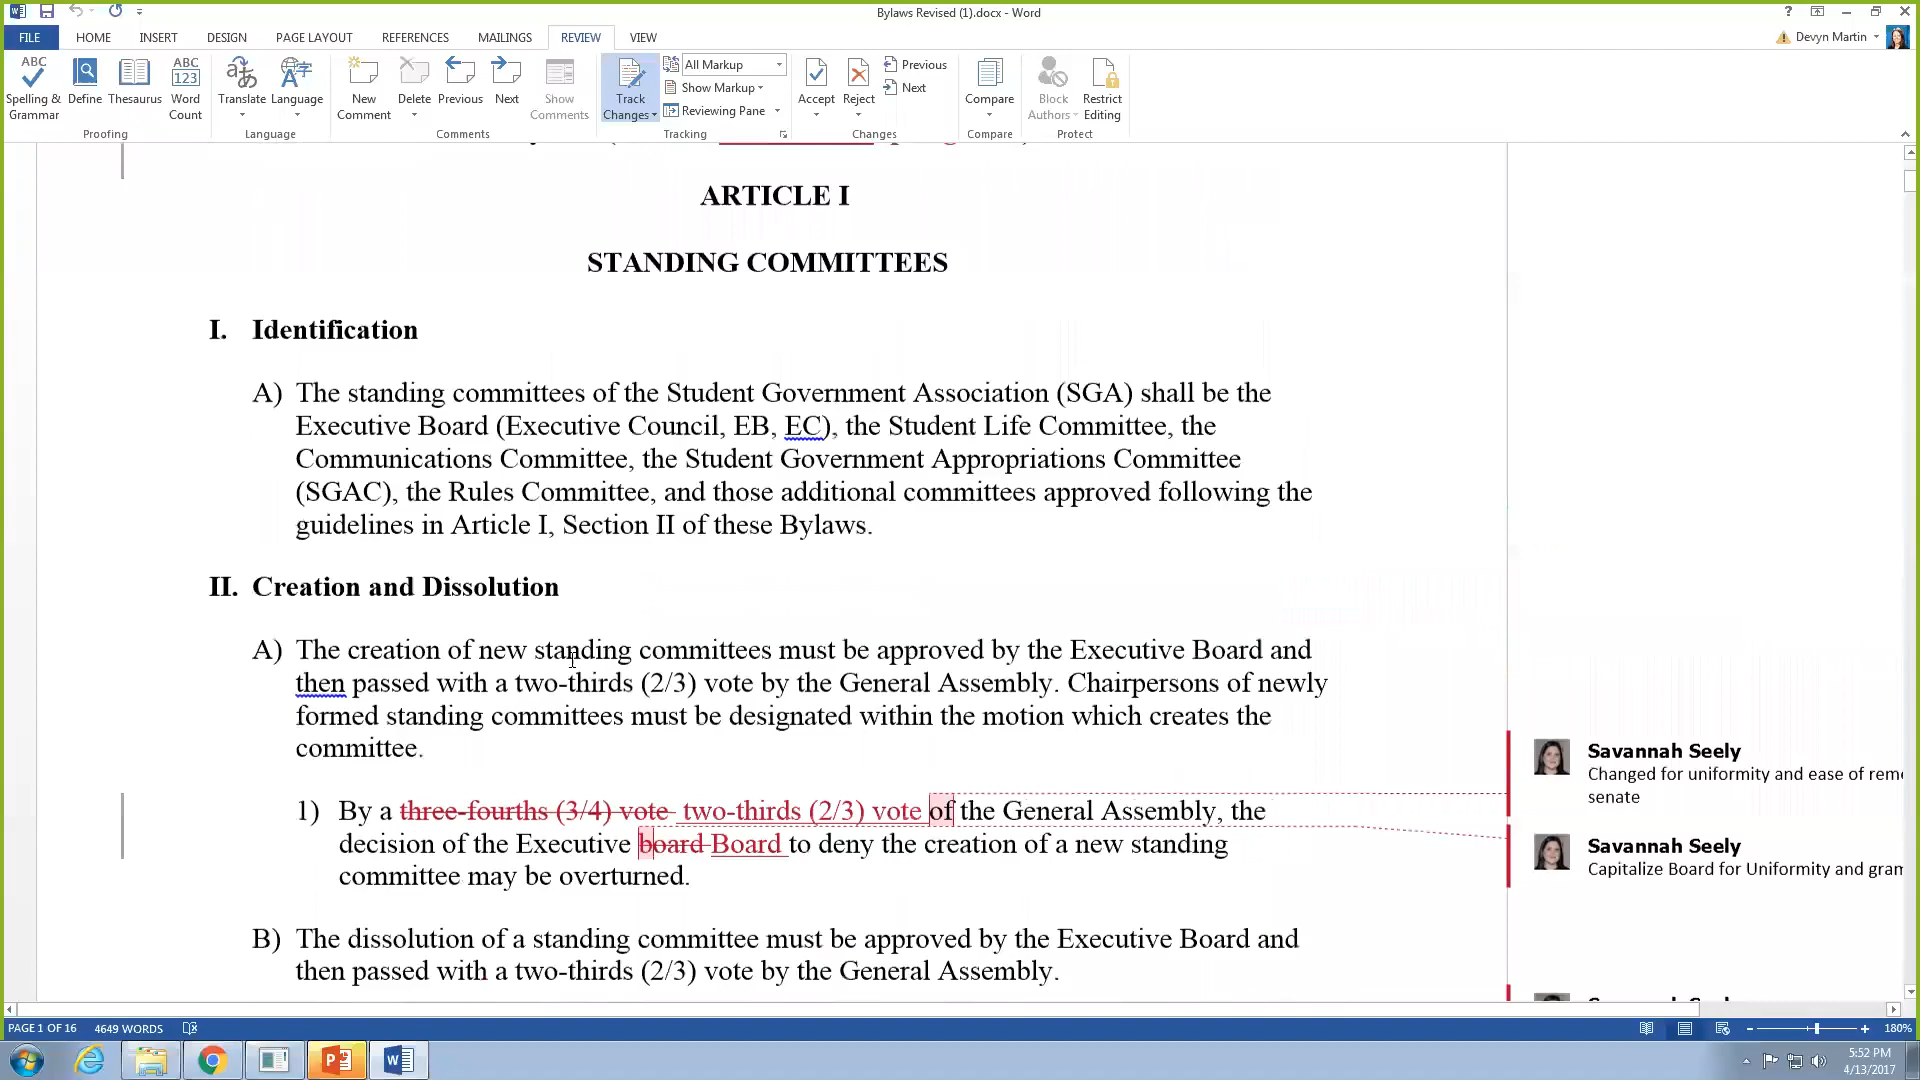 Bylaws Revised (1).docx - Word
FILE HOME INSERT DESIGN PAGE LAYOUT REFERENCES MAILINGS REVIEW VIEW
Devyn Martin
ABC
Spelling & Grammar
Define
Thesaurus
ABC 123
Word Count
Proofing
Translate
Language
Language
New Comment
Delete
Previous
Next
Show Comments
Comments
Track Changes
All Markup
Show Markup
Reviewing Pane
Tracking
Accept
Reject
Previous
Next
Changes
Compare
Compare
Block Authors
Restrict Editing
Protect
ARTICLE I
STANDING COMMITTEES
I. Identification
A) The standing committees of the Student Government Association (SGA) shall be the
Executive Board (Executive Council, EB, EC), the Student Life Committee, the
Communications Committee, the Student Government Appropriations Committee
(SGAC), the Rules Committee, and those additional committees approved following the
guidelines in Article I, Section II of these Bylaws.
II. Creation and Dissolution
A) The creation of new standing committees must be approved by the Executive Board and
then passed with a two-thirds (2/3) vote by the General Assembly. Chairpersons of newly
formed standing committees must be designated within the motion which creates the
committee.
1) By a three-fourths (3/4) vote two-thirds (2/3) vote of the General Assembly, the
decision of the Executive board Board to deny the creation of a new standing
committee may be overturned.
B) The dissolution of a standing committee must be approved by the Executive Board and
then passed with a two-thirds (2/3) vote by the General Assembly.
Savannah Seely
Changed for uniformity and ease of reme
senate
Savannah Seely
Capitalize Board for Uniformity and gram
PAGE 1 OF 16 4649 WORDS
180%
5:52 PM
4/13/2017